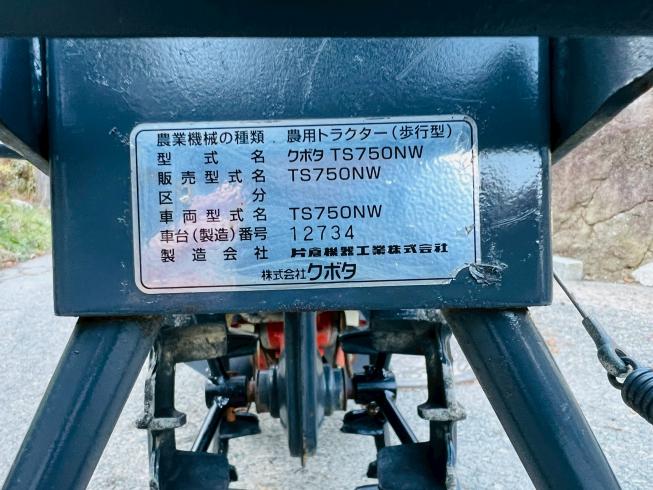 農業機械の種類 農用トラクター(歩行型)
型式名 クボタ TS750NW
販売型式名 TS750NW
区分
車両型式名 TS750NW
車台(製造)番号 12734
製造会社 片倉機器工業株式会社
株式会社クボタ